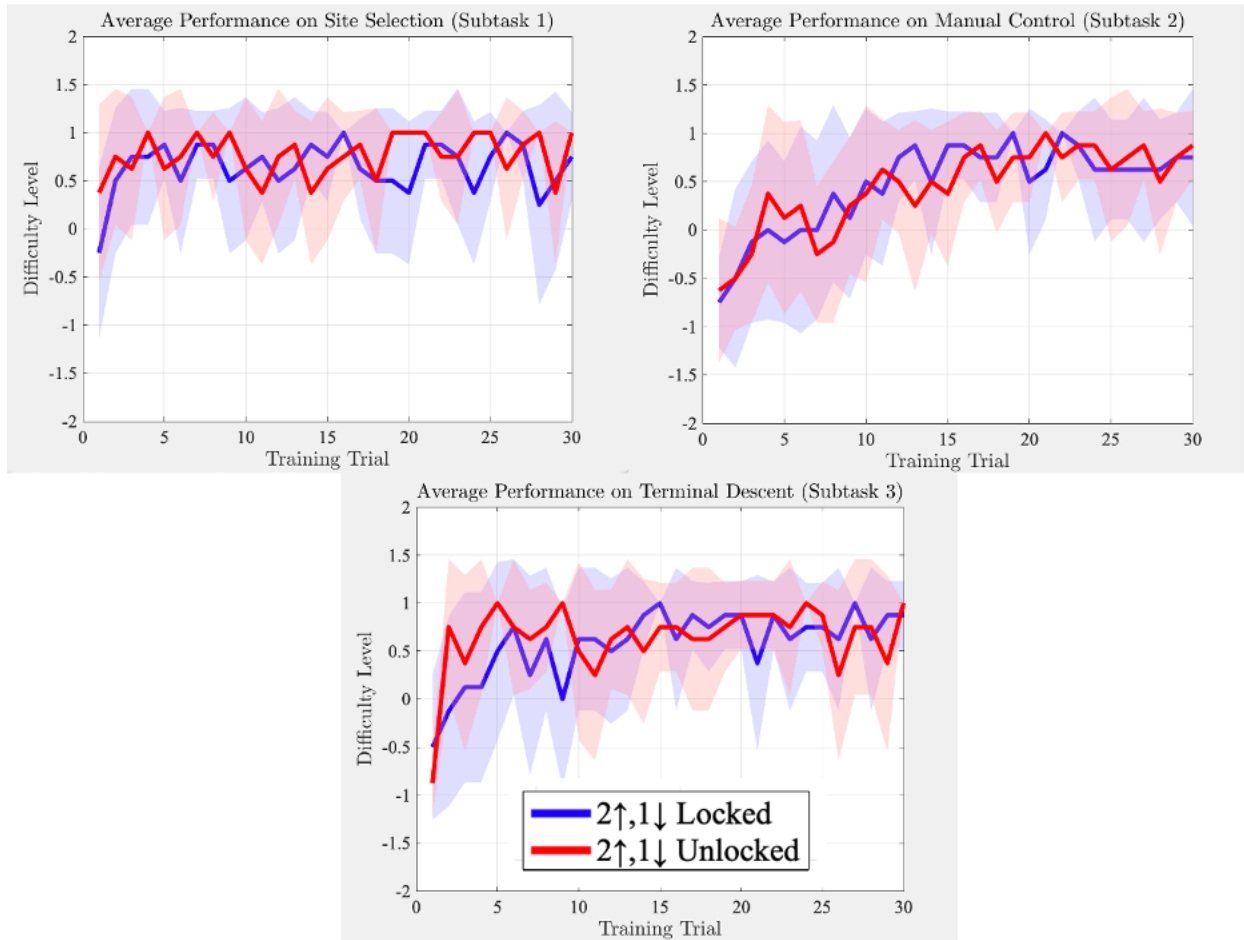 Average Performance on Site Selection (Subtask 1)
2
1.5
1
0.5
0
-0.5
-1
-1.5
-2
Difficulty Level
0 5 10 15 20 25 30
Training Trial
Average Performance on Manual Control (Subtask 2)
2
1.5
1
0.5
0
-0.5
-1
-1.5
-2
Difficulty Level
0 5 10 15 20 25 30
Training Trial
Average Performance on Terminal Descent (Subtask 3)
2
1.5
1
0.5
0
-0.5
-1
-1.5
-2
Difficulty Level
2↑,1↓ Locked
2↑,1↓ Unlocked
0 5 10 15 20 25 30
Training Trial